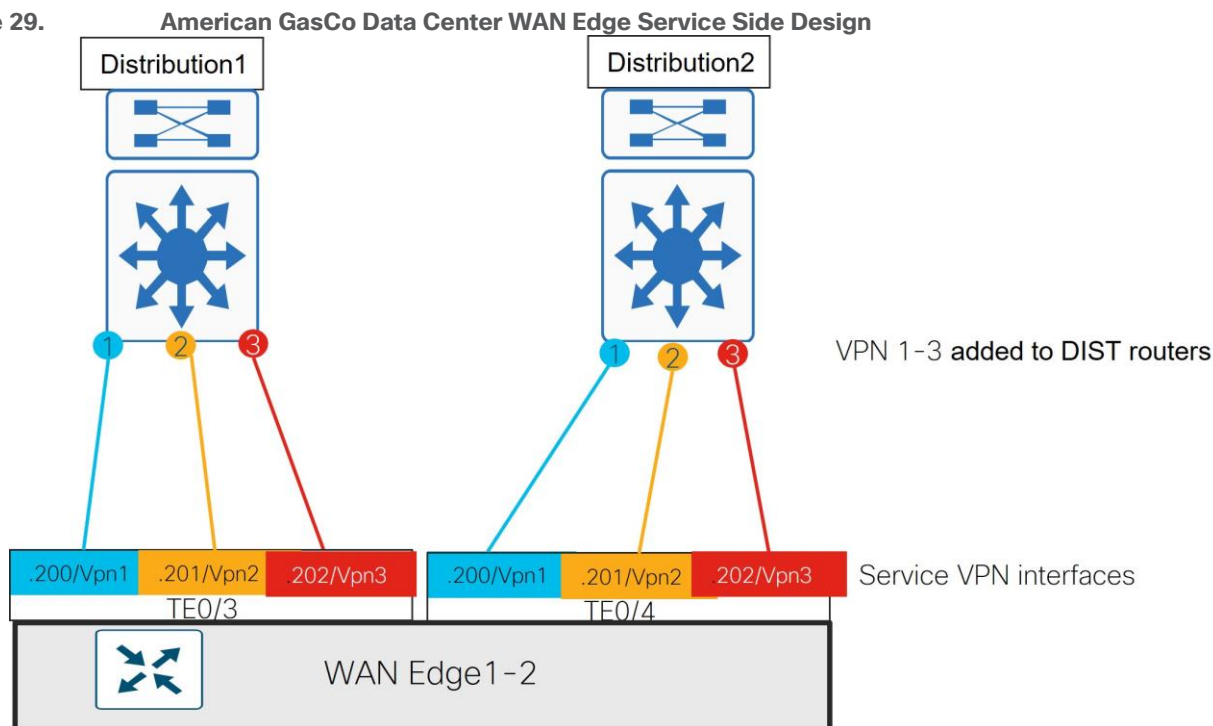 e 29. American GasCo Data Center WAN Edge Service Side Design
Distribution1
Distribution2
1 2 3
1 2 3
VPN 1-3 added to DIST routers
.200/Vpn1 .201/Vpn2 .202/Vpn3
.200/Vpn1 .201/Vpn2 .202/Vpn3
Service VPN interfaces
TE0/3
TE0/4
WAN Edge1-2